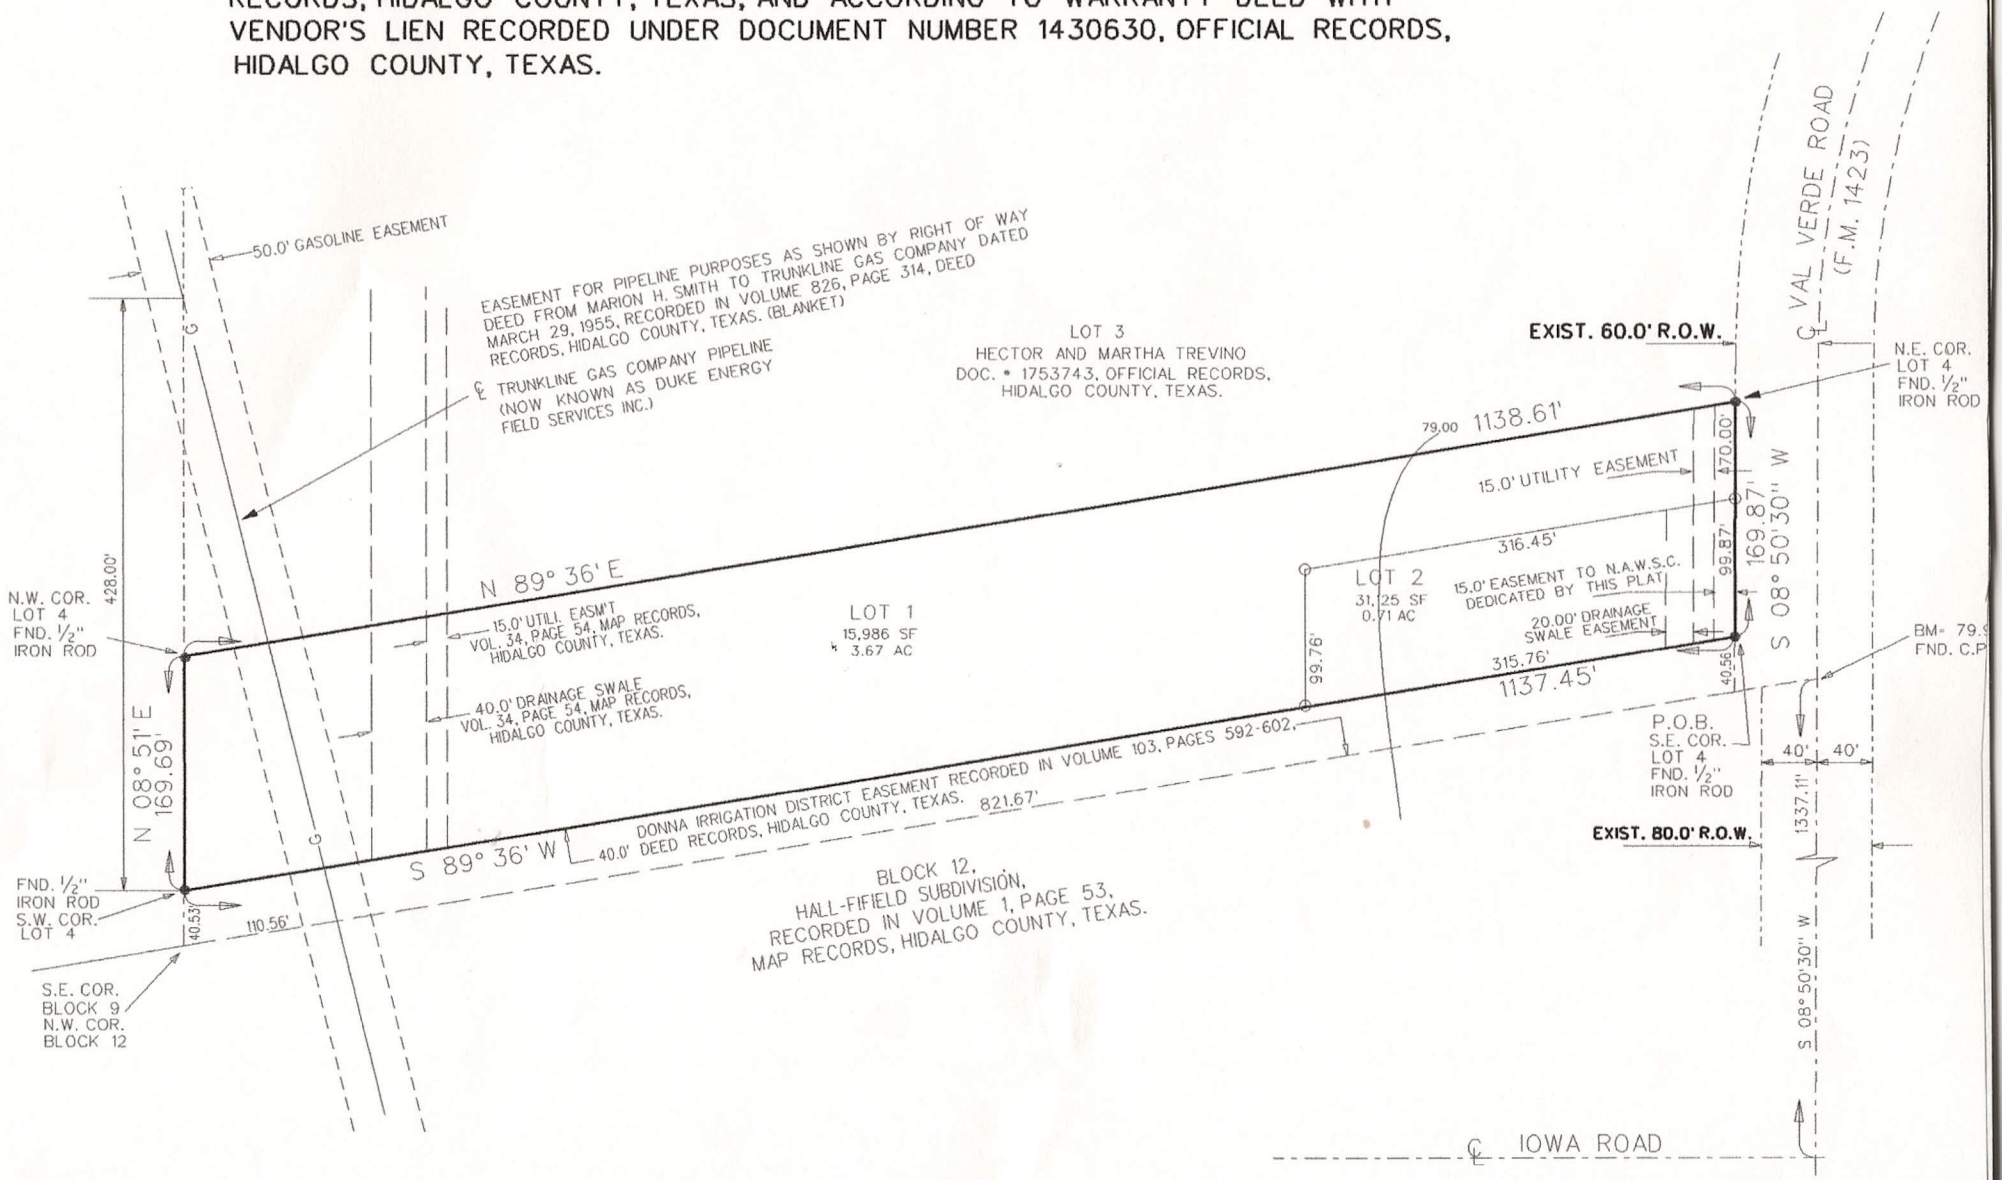 VENDOR'S LIEN RECORDED UNDER DOCUMENT NUMBER 1430630, OFFICIAL RECORDS,
HIDALGO COUNTY, TEXAS.
50.0' GASOLINE EASEMENT
EASEMENT FOR PIPELINE PURPOSES AS SHOWN BY RIGHT OF WAY
DEED FROM MARION H. SMITH TO TRUNKLINE GAS COMPANY DATED
MARCH 29, 1955, RECORDED IN VOLUME 826, PAGE 314, DEED
RECORDS, HIDALGO COUNTY, TEXAS. (BLANKET)
℄ TRUNKLINE GAS COMPANY PIPELINE
(NOW KNOWN AS DUKE ENERGY
FIELD SERVICES INC.)
LOT 3
HECTOR AND MARTHA TREVINO
DOC. * 1753743, OFFICIAL RECORDS,
HIDALGO COUNTY, TEXAS.
℄ VAL VERDE ROAD
(F.M. 1423)
EXIST. 60.0' R.O.W.
N.E. COR.
LOT 4
FND. 1/2"
IRON ROD
G
428.00'
79.00
1138.61'
15.0' UTILITY EASEMENT
70.00'
169.87'
S 08° 50'30" W
99.87'
316.45'
N 89° 36' E
N.W. COR.
LOT 4
FND. 1/2"
IRON ROD
15.0' UTILL EASM'T
VOL. 34, PAGE 54, MAP RECORDS,
HIDALGO COUNTY, TEXAS.
LOT 1
15,986 SF
3.67 AC
LOT 2
31,125 SF
0.71 AC
15.0' EASEMENT TO N.A.W.S.C.
DEDICATED BY THIS PLAT
20.00' DRAINAGE
SWALE EASEMENT
99.76'
315.76'
1137.45'
40.56'
BM= 79.9
FND. C.P
40.0' DRAINAGE SWALE
VOL. 34, PAGE 54, MAP RECORDS,
HIDALGO COUNTY, TEXAS.
N 08° 51' E
169.69'
P.O.B.
S.E. COR.
LOT 4
FND. 1/2"
IRON ROD
40' 40'
1337.11'
EXIST. 80.0' R.O.W.
DONNA IRRIGATION DISTRICT EASEMENT RECORDED IN VOLUME 103, PAGES 592-602,
40.0' DEED RECORDS, HIDALGO COUNTY, TEXAS.
821.67'
G
S 89° 36' W
BLOCK 12,
HALL-FIFIELD SUBDIVISION,
RECORDED IN VOLUME 1, PAGE 53,
MAP RECORDS, HIDALGO COUNTY, TEXAS.
FND. 1/2"
IRON ROD
S.W. COR.
LOT 4
40.53'
110.56'
S.E. COR.
BLOCK 9
N.W. COR.
BLOCK 12
S 08° 50'30" W
℄ IOWA ROAD